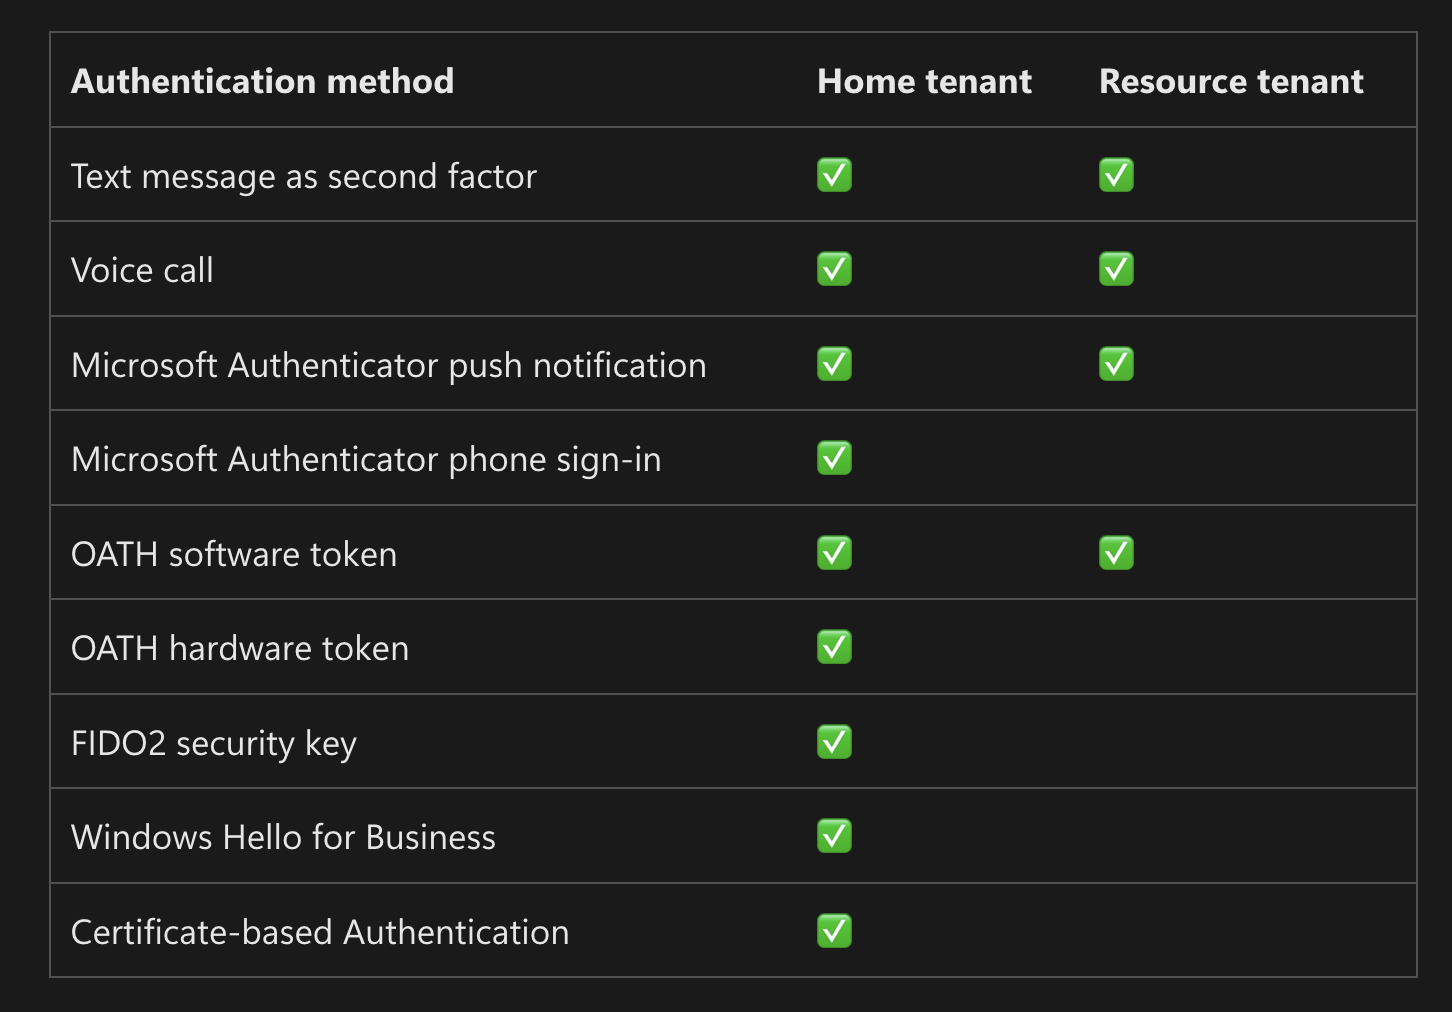 Authentication method Home tenant Resource tenant
Text message as second factor ✅ ✅
Voice call ✅ ✅
Microsoft Authenticator push notification ✅ ✅
Microsoft Authenticator phone sign-in ✅
OATH software token ✅ ✅
OATH hardware token ✅
FIDO2 security key ✅
Windows Hello for Business ✅
Certificate-based Authentication ✅